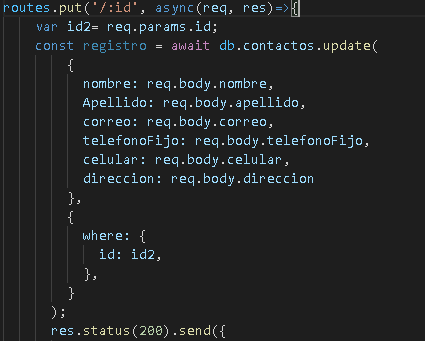 routes.put('/:id', async(req, res)=>{
var id2= req.params.id;
const registro = await db.contactos.update(
{
nombre: req.body.nombre,
Apellido: req.body.apellido,
correo: req.body.correo,
telefonoFijo: req.body.telefonoFijo,
celular: req.body.celular,
direccion: req.body.direccion
},
{
where: {
id: id2,
},
}
);
res.status(200).send({